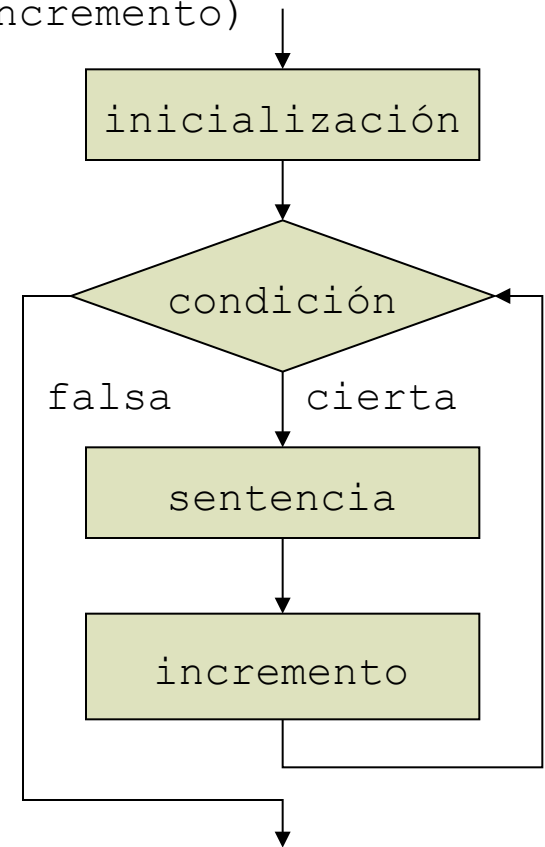 ncremento)
inicialización
condición
falsa cierta
sentencia
incremento